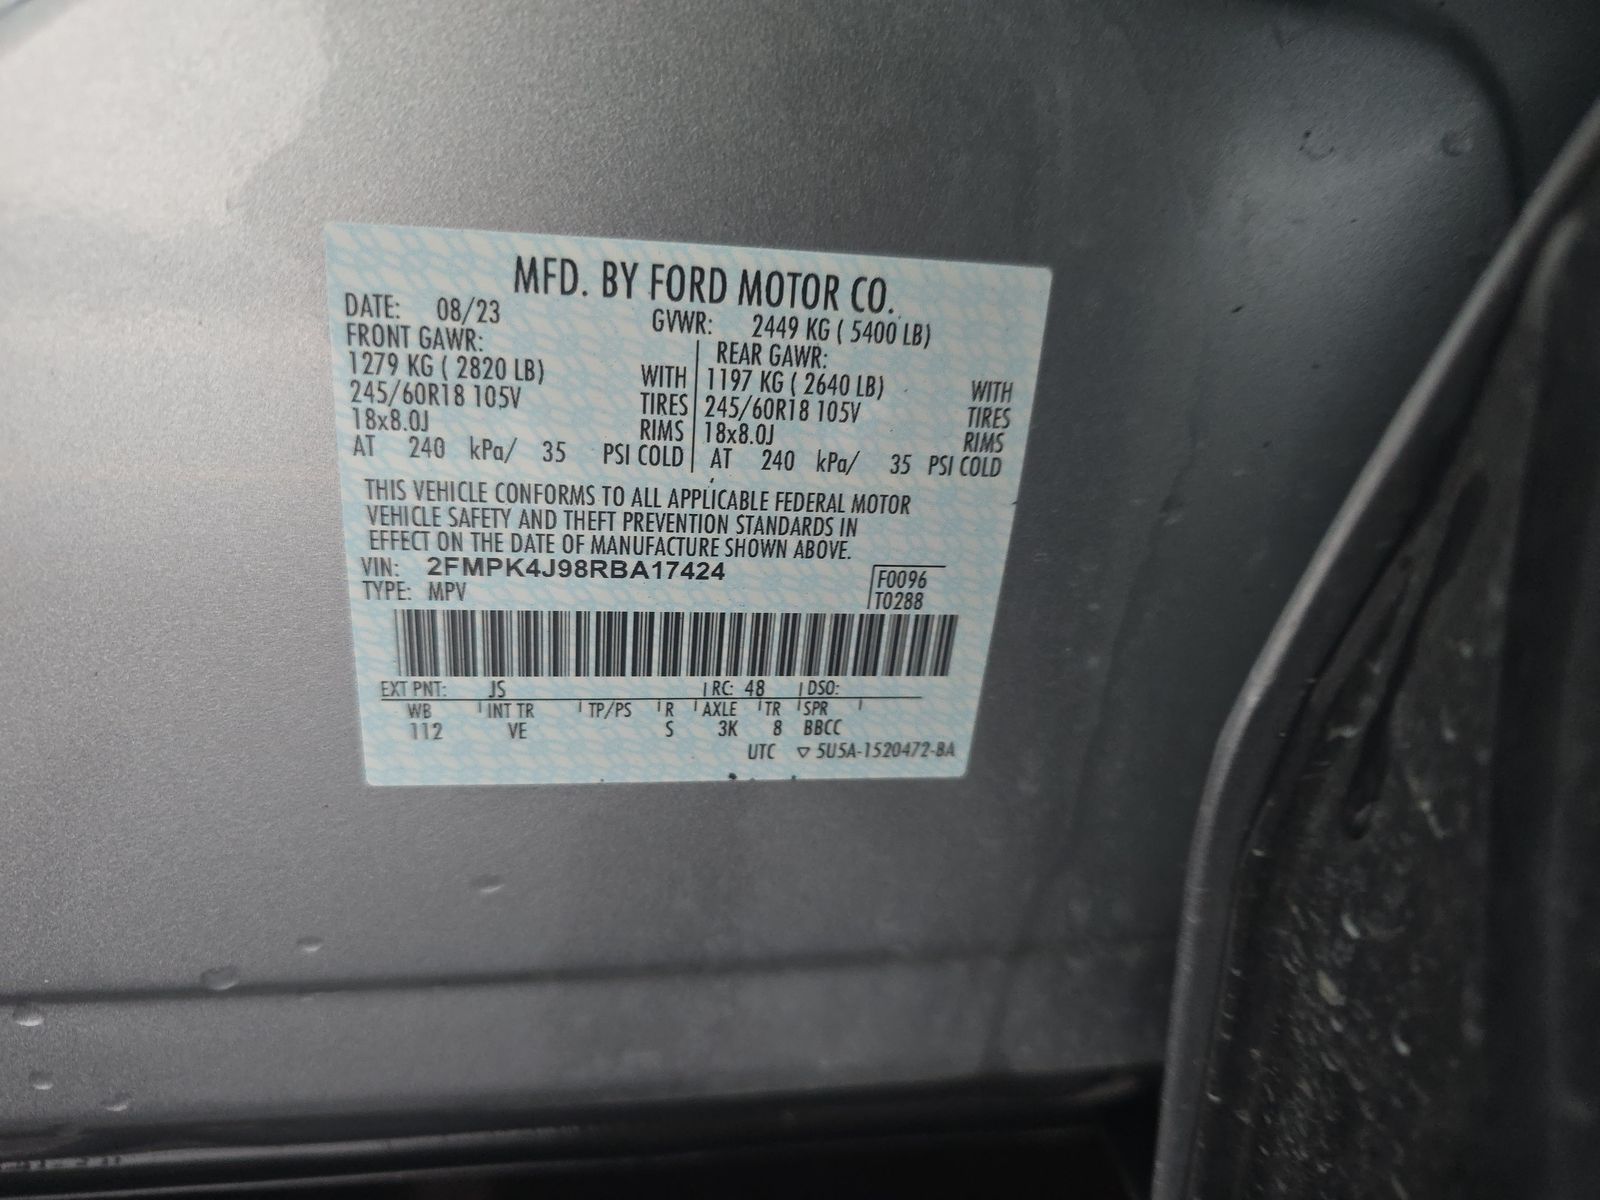 MFD. BY FORD MOTOR CO.
DATE: 08/23 GVWR: 2449 KG ( 5400 LB)
FRONT GAWR: REAR GAWR:
1279 KG ( 2820 LB) WITH 1197 KG ( 2640 LB) WITH
245/60R18 105V TIRES 245/60R18 105V TIRES
18x8.0J RIMS 18x8.0J RIMS
AT 240 kPa/ 35 PSI COLD AT 240 kPa/ 35 PSI COLD
THIS VEHICLE CONFORMS TO ALL APPLICABLE FEDERAL MOTOR
VEHICLE SAFETY AND THEFT PREVENTION STANDARDS IN
EFFECT ON THE DATE OF MANUFACTURE SHOWN ABOVE.
VIN: 2FMPK4J98RBA17424 F0096
TYPE: MPV T0288
EXT PNT: JS RC: 48 DSO:
WB INT TR TP/PS R AXLE TR SPR
112 VE S 3K 8 BBCC
UTC ▽ 5U5A-1520472-BA